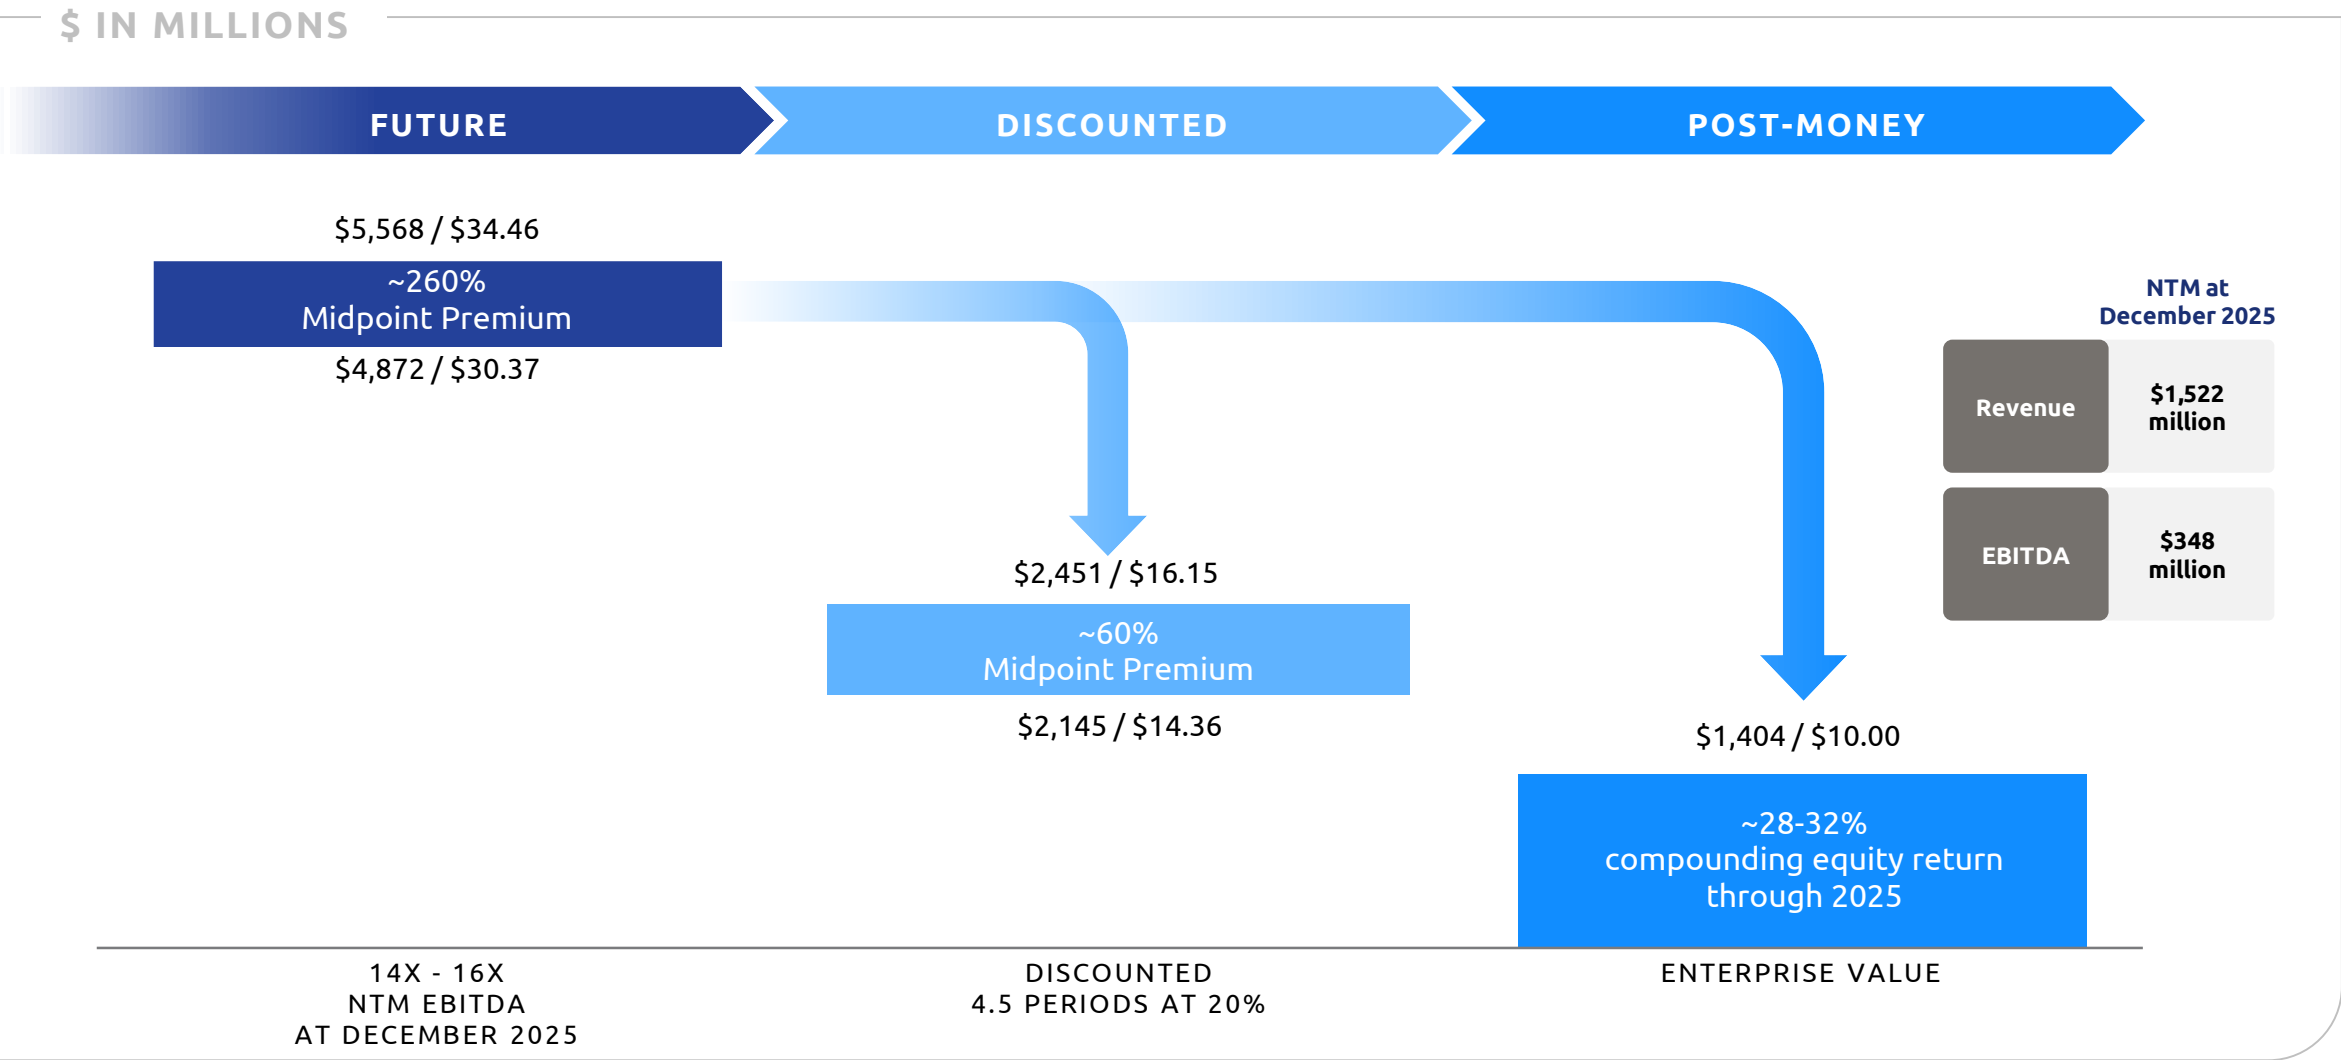 $ IN MILLIONS
FUTURE
DISCOUNTED
POST-MONEY
$5,568 / $34.46
~260%
Midpoint Premium
$4,872 / $30.37
$2,451 / $16.15
~60%
Midpoint Premium
$2,145 / $14.36
$1,404 / $10.00
~28-32%
compounding equity return
through 2025
NTM at
December 2025
Revenue
$1,522
million
EBITDA
$348
million
14X - 16X
NTM EBITDA
AT DECEMBER 2025
DISCOUNTED
4.5 PERIODS AT 20%
ENTERPRISE VALUE